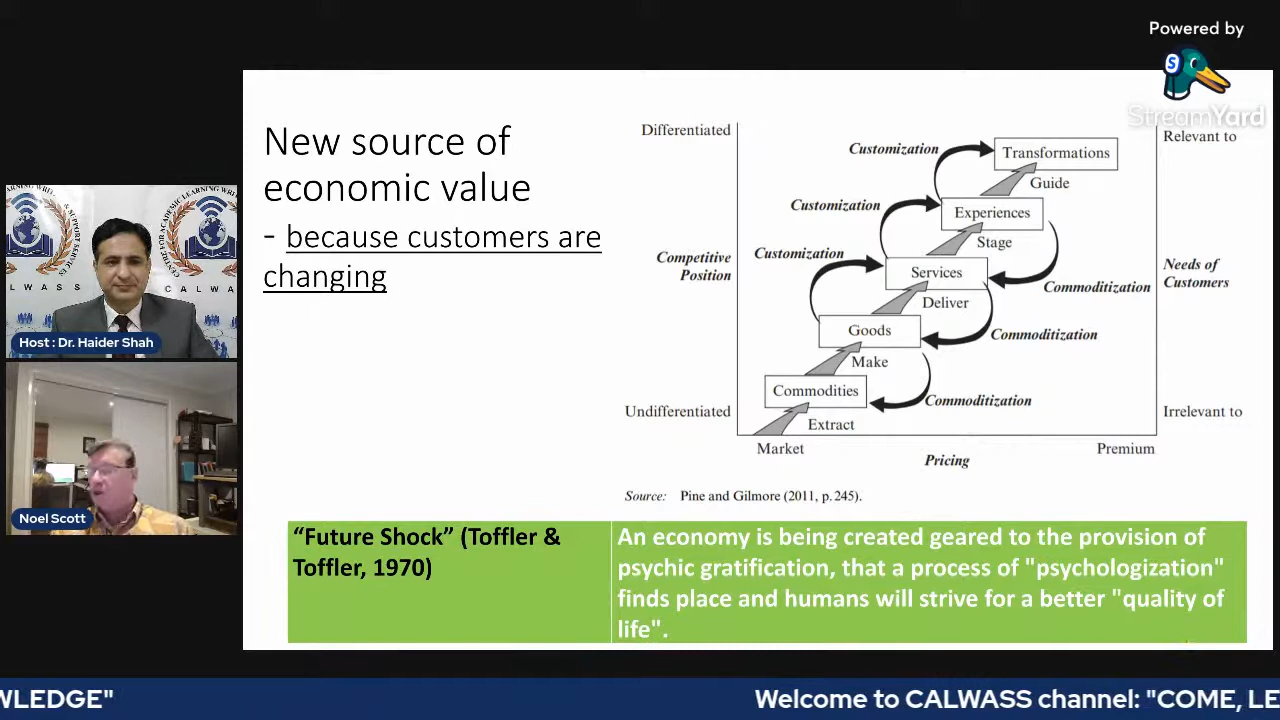 Powered by
StreamYard
New source of
economic value
- because customers are
changing
Differentiated
Competitive
Position
Undifferentiated
Customization
Transformations
Guide
Customization
Experiences
Stage
Customization
Services
Deliver
Commoditization
Goods
Make
Commoditization
Commodities
Extract
Commoditization
Relevant to
Needs of
Customers
Irrelevant to
Market
Premium
Pricing
Source: Pine and Gilmore (2011, p. 245).
“Future Shock” (Toffler &
Toffler, 1970)
An economy is being created geared to the provision of
psychic gratification, that a process of "psychologization"
finds place and humans will strive for a better "quality of
life".
Host : Dr. Haider Shah
Noel Scott
WLEDGE"
Welcome to CALWASS channel: "COME, LE